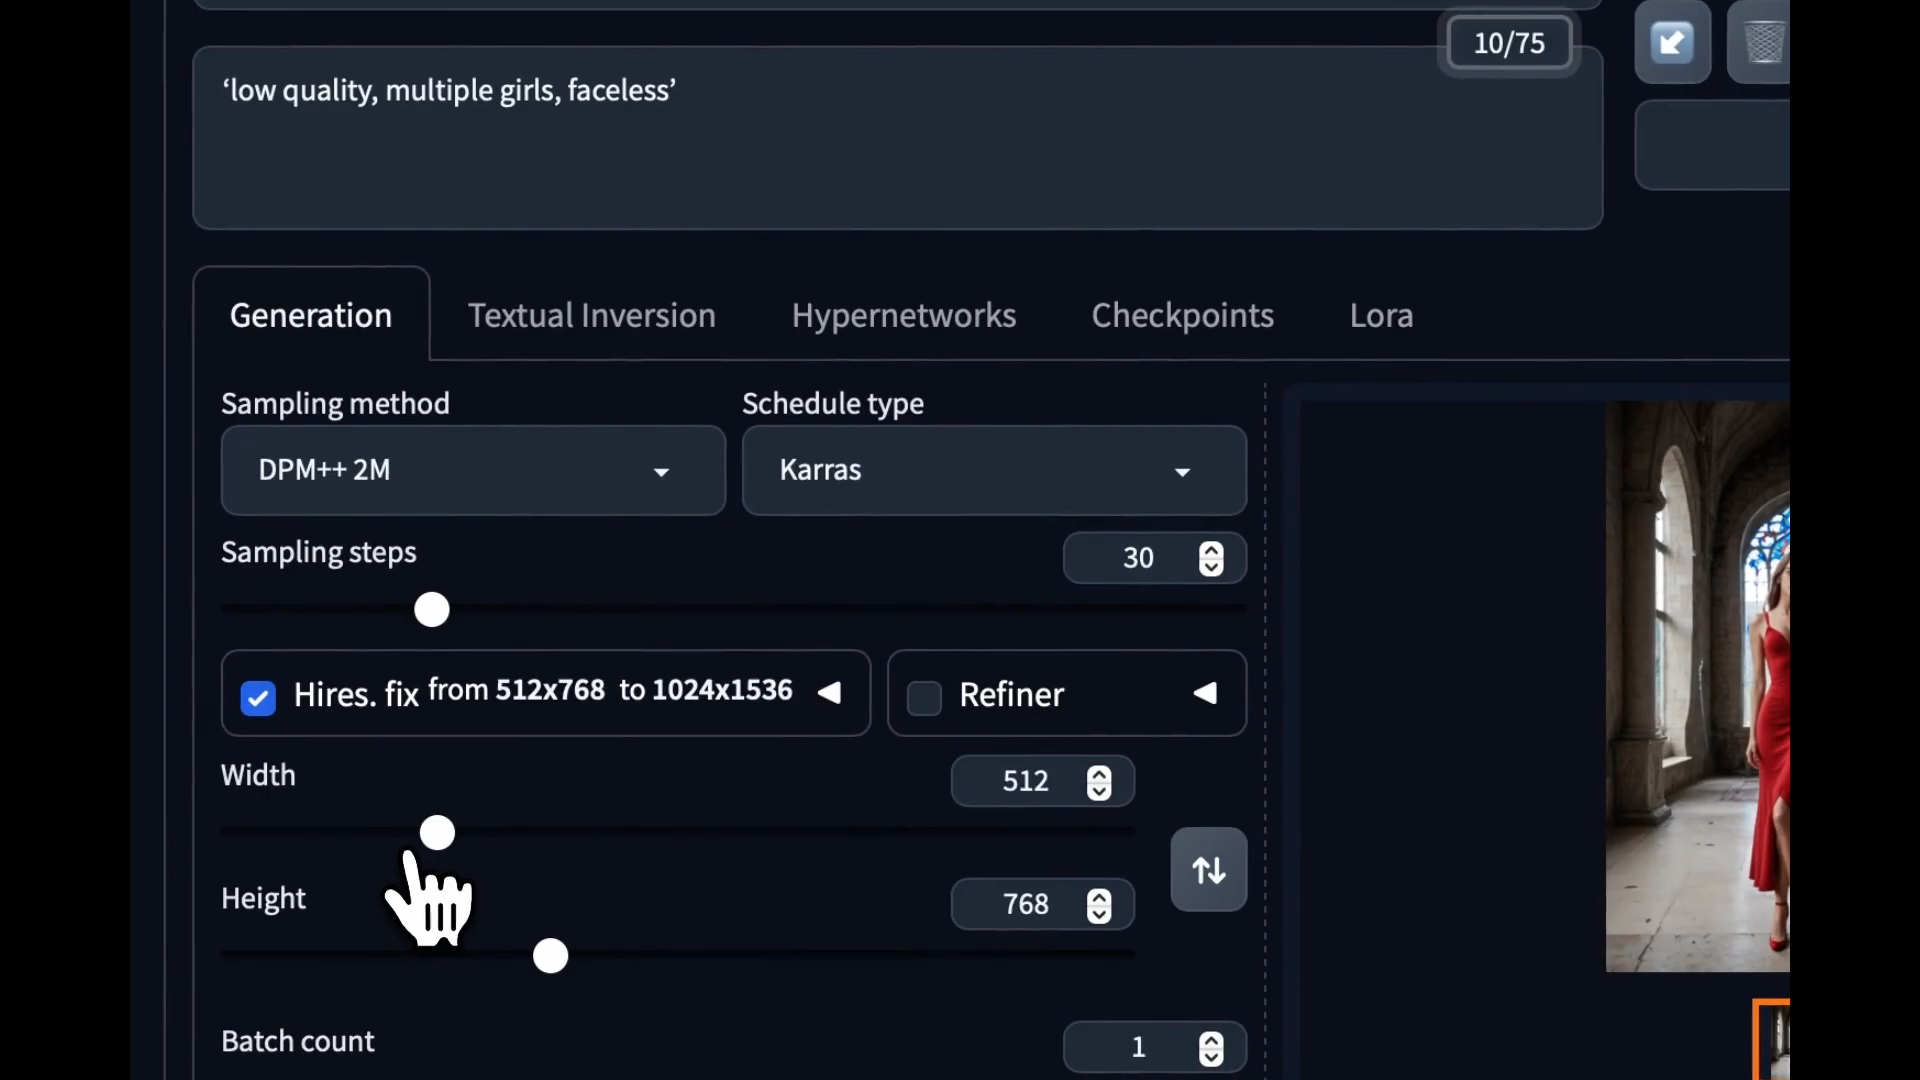 10/75
‘low quality, multiple girls, faceless’
Generation Textual Inversion Hypernetworks Checkpoints Lora
Sampling method Schedule type
DPM++ 2M Karras
Sampling steps 30
Hires. fix from 512x768 to 1024x1536 Refiner
Width 512
Height 768
Batch count 1